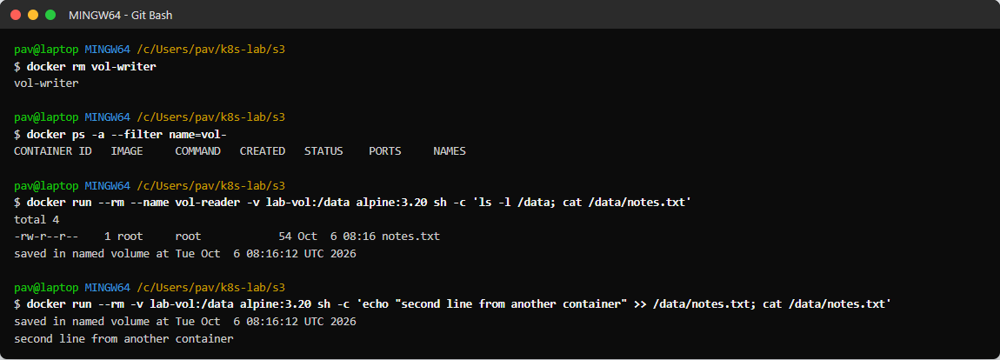 MINGW64 - Git Bash
pav@laptop MINGW64 /c/Users/pav/k8s-lab/s3
$ docker rm vol-writer
vol-writer
pav@laptop MINGW64 /c/Users/pav/k8s-lab/s3
$ docker ps -a --filter name=vol-
CONTAINER ID   IMAGE     COMMAND   CREATED   STATUS    PORTS     NAMES
pav@laptop MINGW64 /c/Users/pav/k8s-lab/s3
$ docker run --rm --name vol-reader -v lab-vol:/data alpine:3.20 sh -c 'ls -l /data; cat /data/notes.txt'
total 4
-rw-r--r--    1 root     root            54 Oct  6 08:16 notes.txt
saved in named volume at Tue Oct  6 08:16:12 UTC 2026
pav@laptop MINGW64 /c/Users/pav/k8s-lab/s3
$ docker run --rm -v lab-vol:/data alpine:3.20 sh -c 'echo "second line from another container" >> /data/notes.txt; cat /data/notes.txt'
saved in named volume at Tue Oct  6 08:16:12 UTC 2026
second line from another container